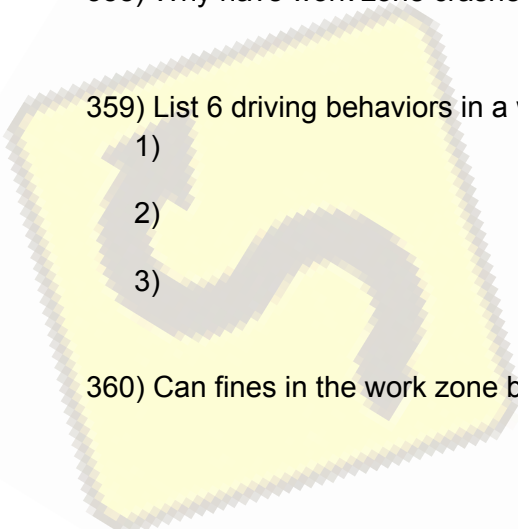 359) List 6 driving behaviors in a
1)
2)
3)
360) Can fines in the work zone